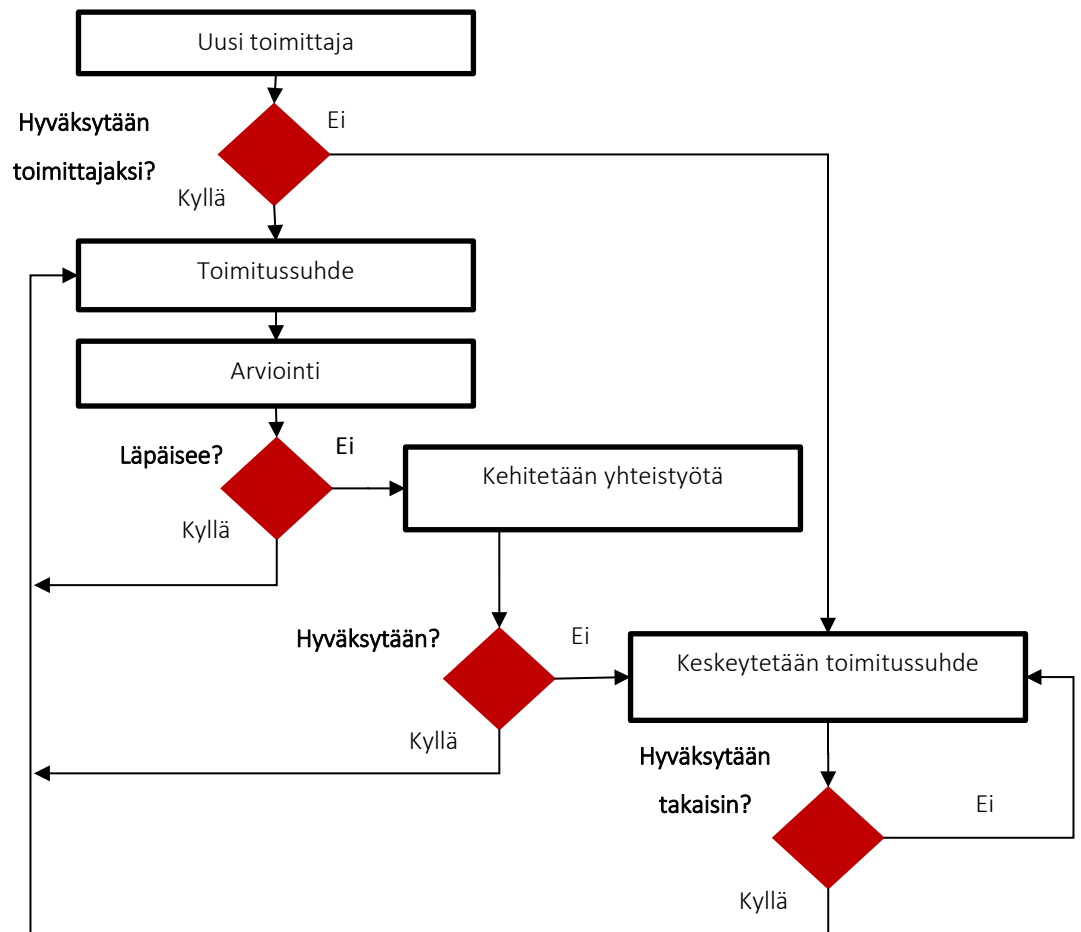 Uusi toimittaja
Hyväksytään
toimittajaksi?
Ei
Kyllä
Toimitussuhde
Arviointi
Läpäisee?
Ei
Kyllä
Kehitetään yhteistyötä
Hyväksytään?
Ei
Kyllä
Keskeytetään toimitussuhde
Hyväksytään
takaisin?
Ei
Kyllä